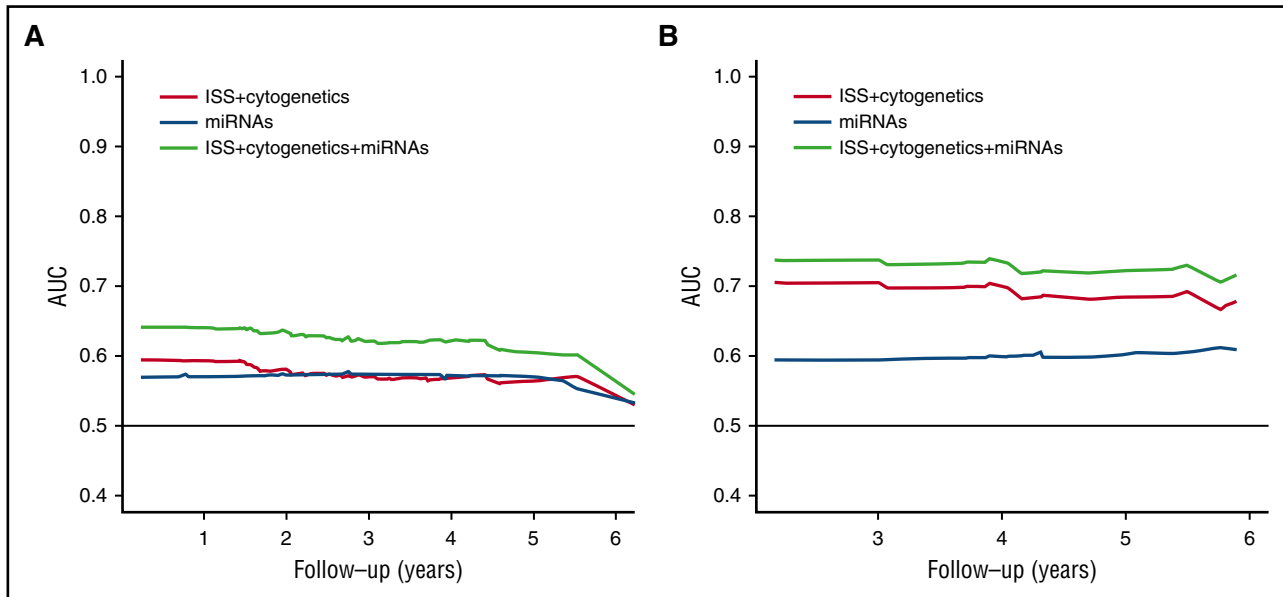 A
ISS+cytogenetics
miRNAs
ISS+cytogenetics+miRNAs
AUC
1.0
0.9
0.8
0.7
0.6
0.5
0.4
1 2 3 4 5 6
Follow–up (years)
B
ISS+cytogenetics
miRNAs
ISS+cytogenetics+miRNAs
AUC
1.0
0.9
0.8
0.7
0.6
0.5
0.4
3 4 5 6
Follow–up (years)